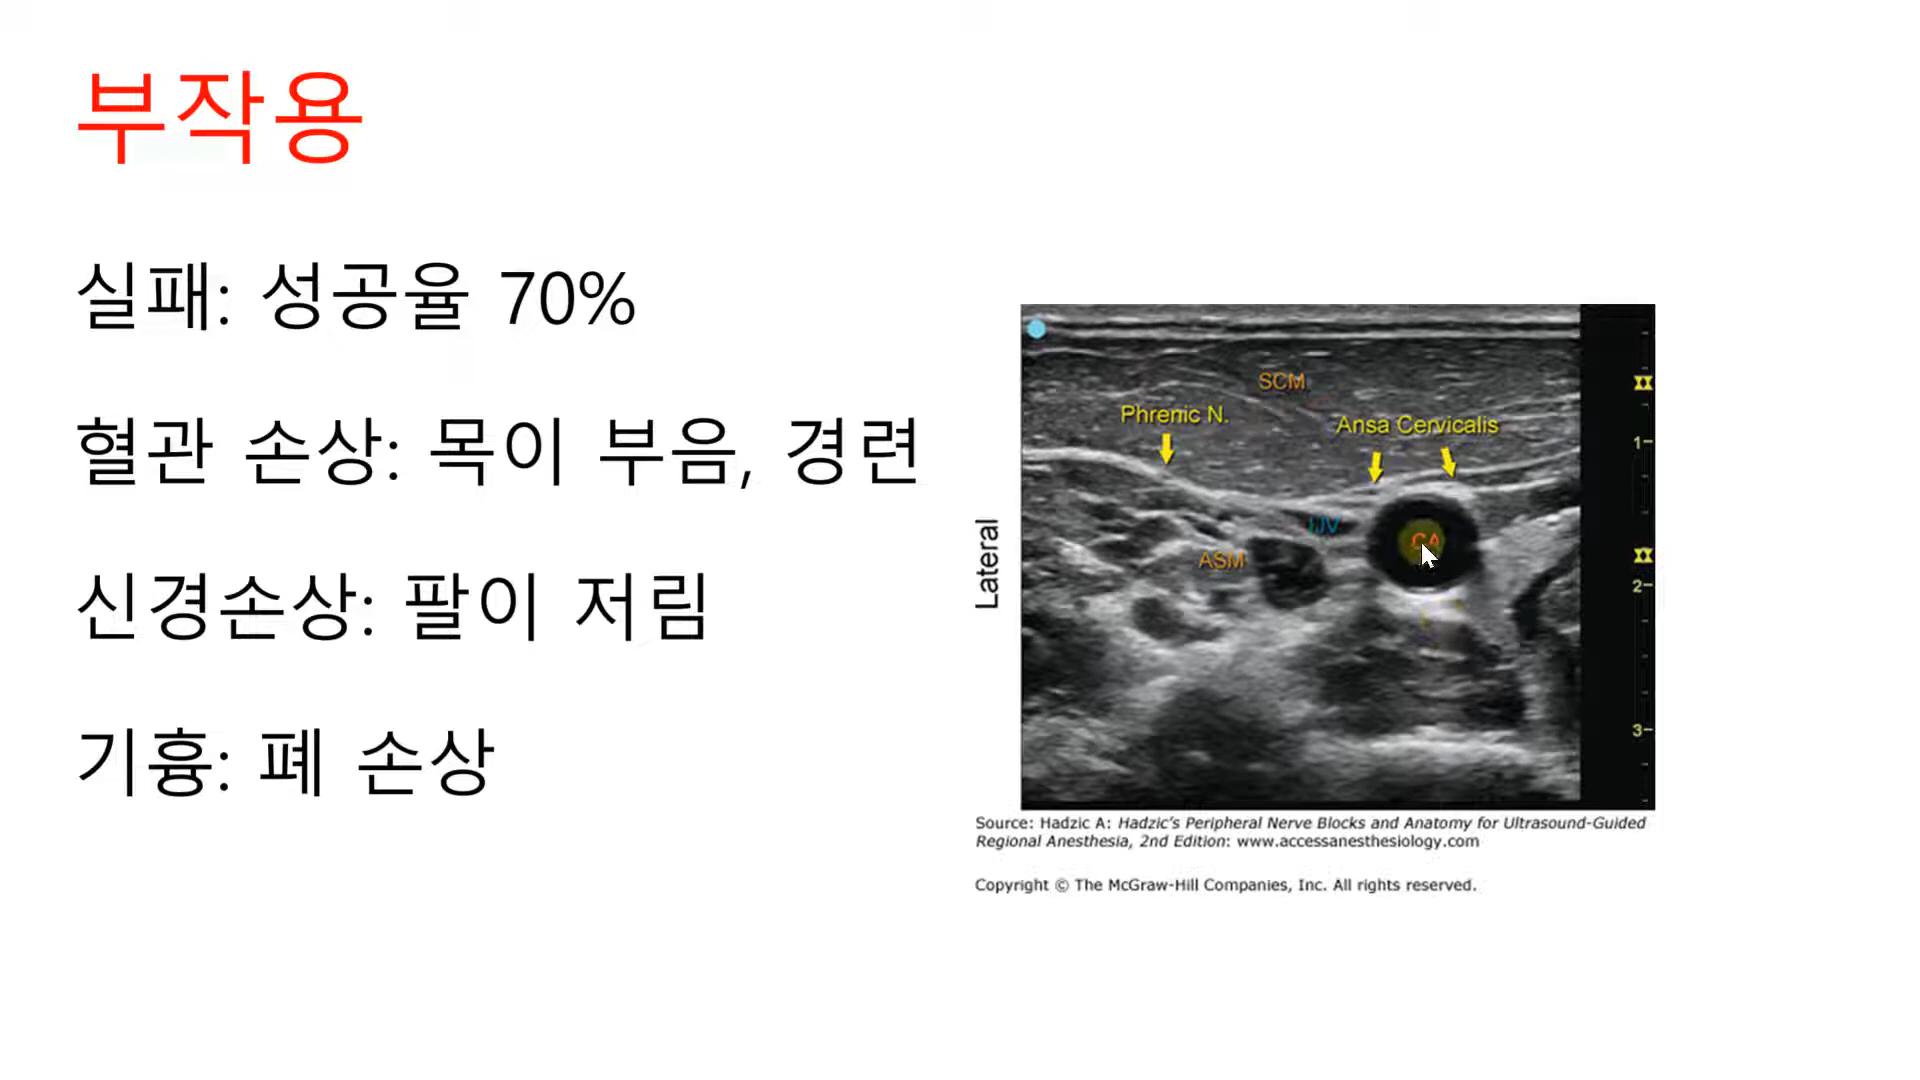 부작용
실패: 성공율 70%
혈관 손상: 목이 부음, 경련
신경손상: 팔이 저림
기흉: 폐 손상
SCM
Phrenic N.
Ansa Cervicalis
IJV
CA
ASM
Lateral
1
2
3
Source: Hadzic A: Hadzic's Peripheral Nerve Blocks and Anatomy for Ultrasound-Guided
Regional Anesthesia, 2nd Edition: www.accessanesthesiology.com
Copyright © The McGraw-Hill Companies, Inc. All rights reserved.